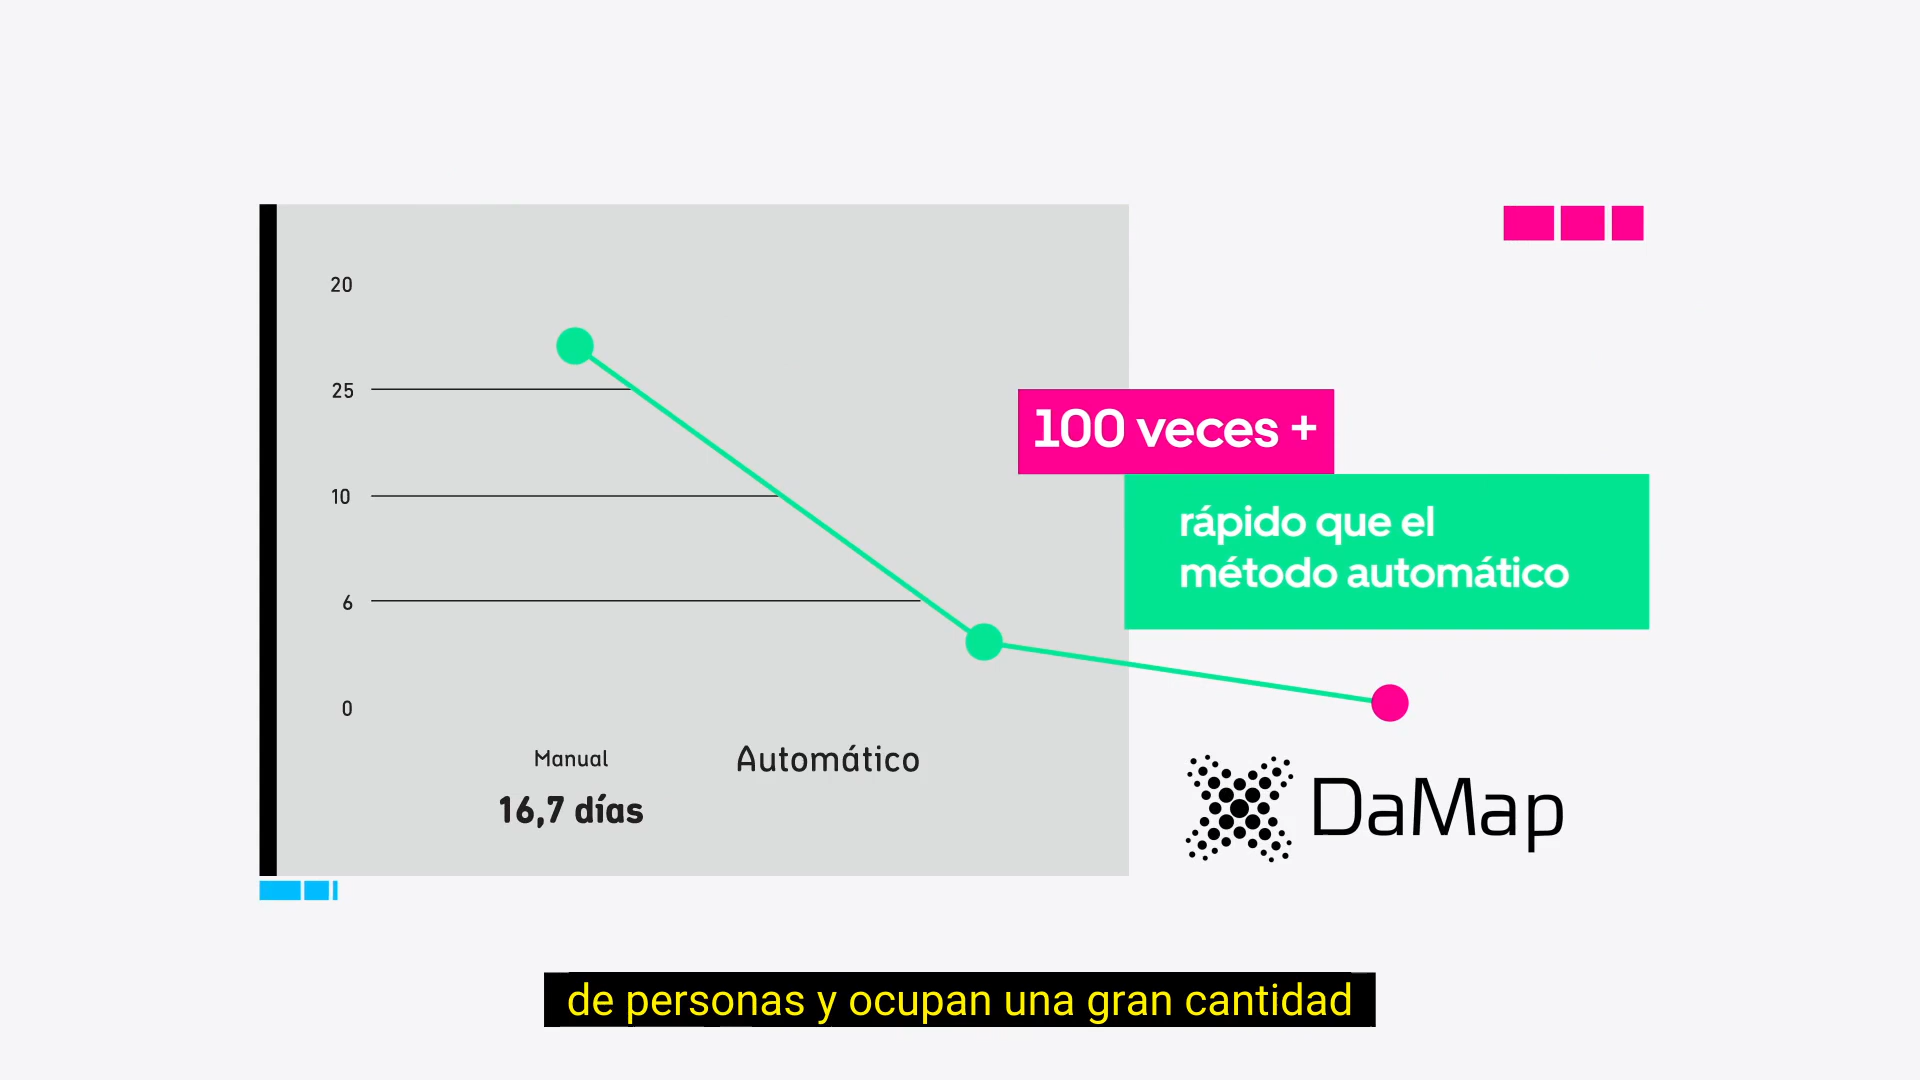 20
25
10
6
0
Manual
16,7 días
Automático
100 veces +
rápido que el
método automático
DaMap
de personas y ocupan una gran cantidad